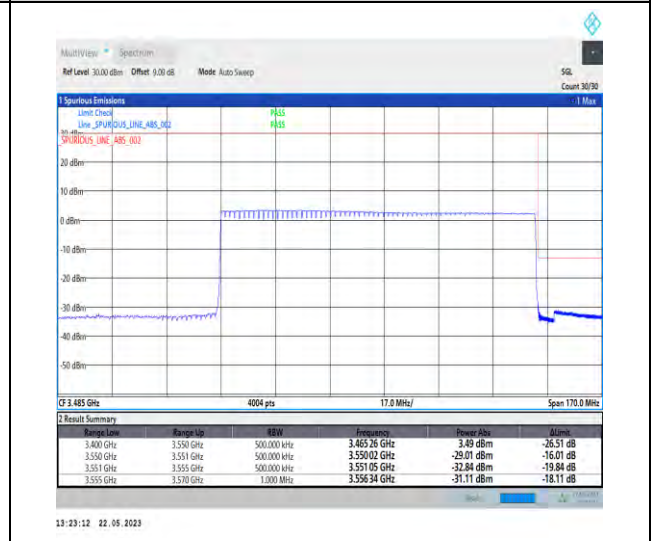 MultiView Spectrum
Ref Level 30.00 dBm Offset 9.00 dB Mode Auto Sweep SGL
Count 30/30
1 Spurious Emissions 1 Max
Limit Check PASS
Line _SPURIOUS_LINE_ABS_002 PASS
30 dBm
_SPURIOUS_LINE_ABS_002
20 dBm
10 dBm
0 dBm
-10 dBm
-20 dBm
-30 dBm
-40 dBm
-50 dBm
CF 3.485 GHz 4004 pts 17.0 MHz/ Span 170.0 MHz
2 Result Summary
Range Low Range Up RBW Frequency Power Abs ΔLimit
3.400 GHz 3.550 GHz 500.000 kHz 3.465 26 GHz 3.49 dBm -26.51 dB
3.550 GHz 3.551 GHz 500.000 kHz 3.550 02 GHz -29.01 dBm -16.01 dB
3.551 GHz 3.555 GHz 500.000 kHz 3.551 05 GHz -32.84 dBm -19.84 dB
3.555 GHz 3.570 GHz 1.000 MHz 3.556 34 GHz -31.11 dBm -18.11 dB
13:23:12 22.05.2023